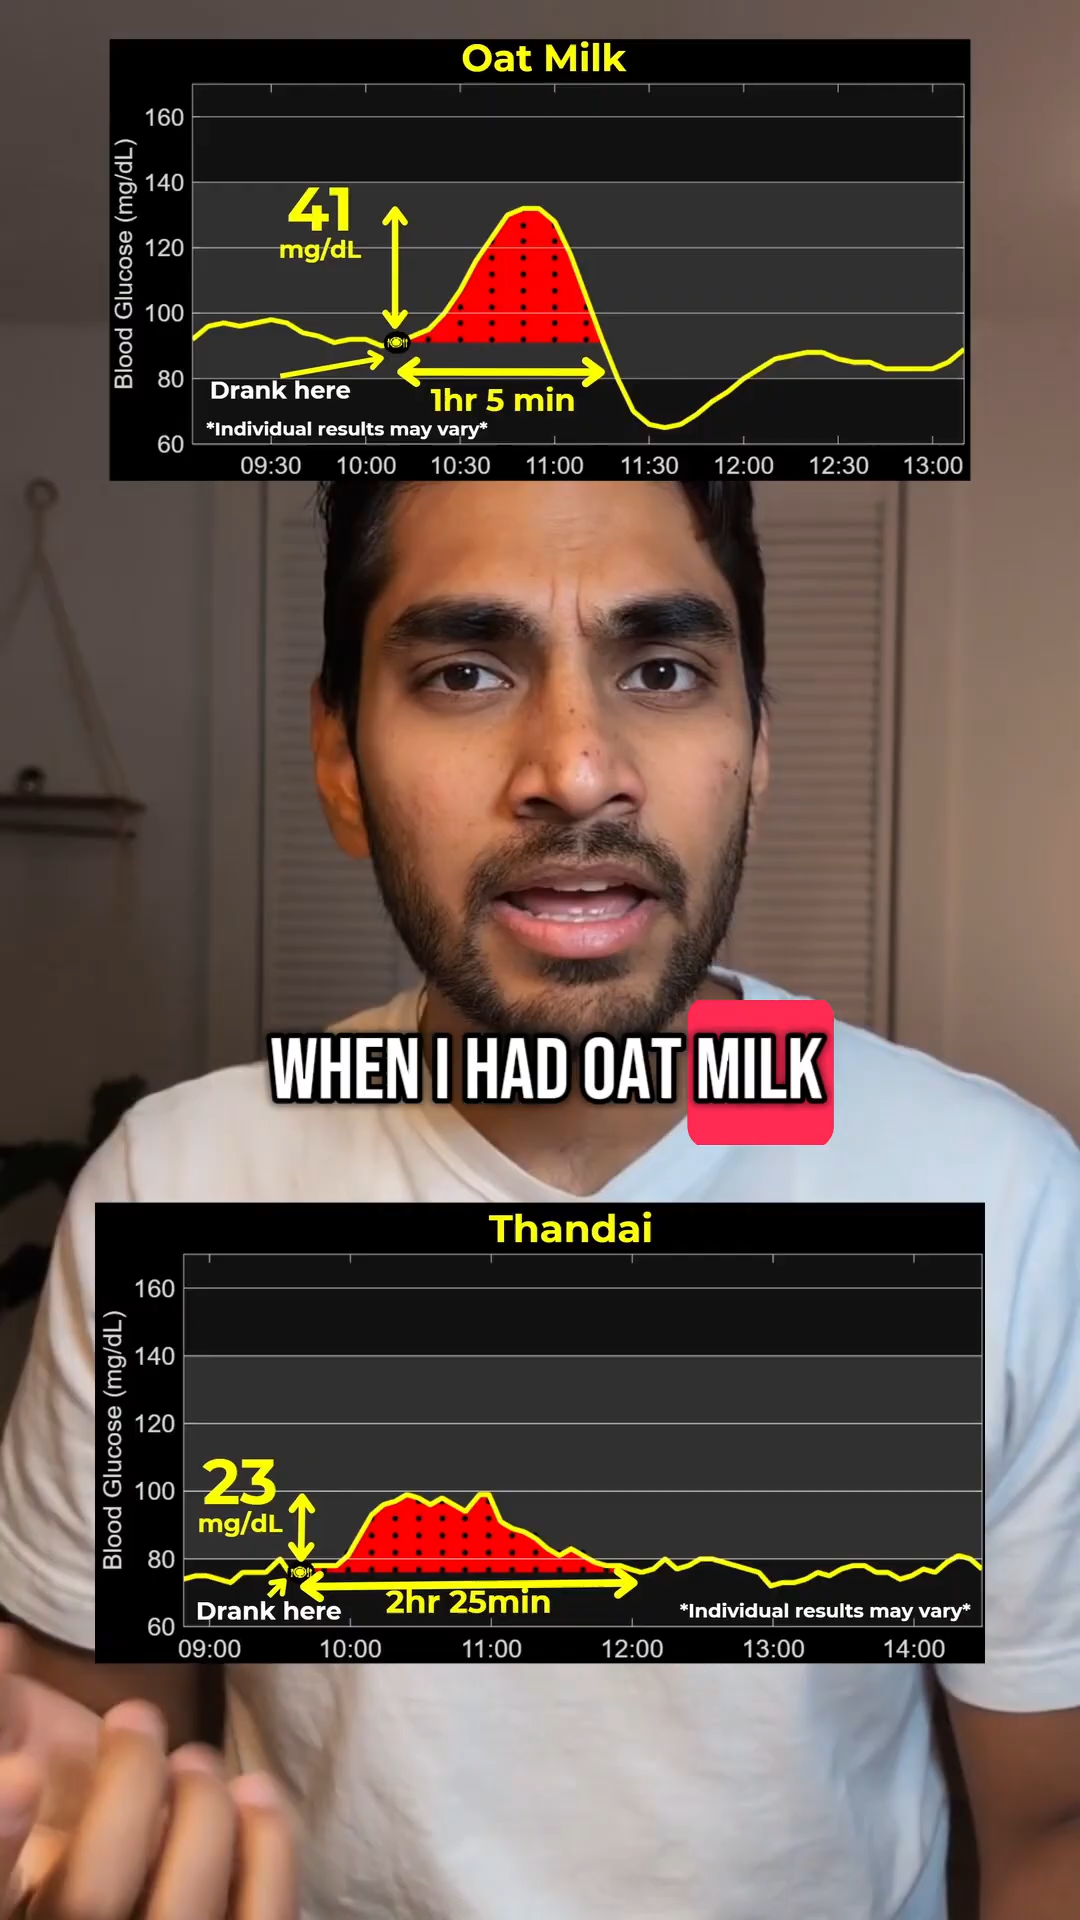 Oat Milk
Blood Glucose (mg/dL)
160
140
120
100
80
60
41
mg/dL
Drank here
1hr 5 min
*Individual results may vary*
09:30 10:00 10:30 11:00 11:30 12:00 12:30 13:00
WHEN I HAD OAT MILK
Thandai
Blood Glucose (mg/dL)
160
140
120
100
80
60
23
mg/dL
Drank here
2hr 25min
*Individual results may vary*
09:00 10:00 11:00 12:00 13:00 14:00